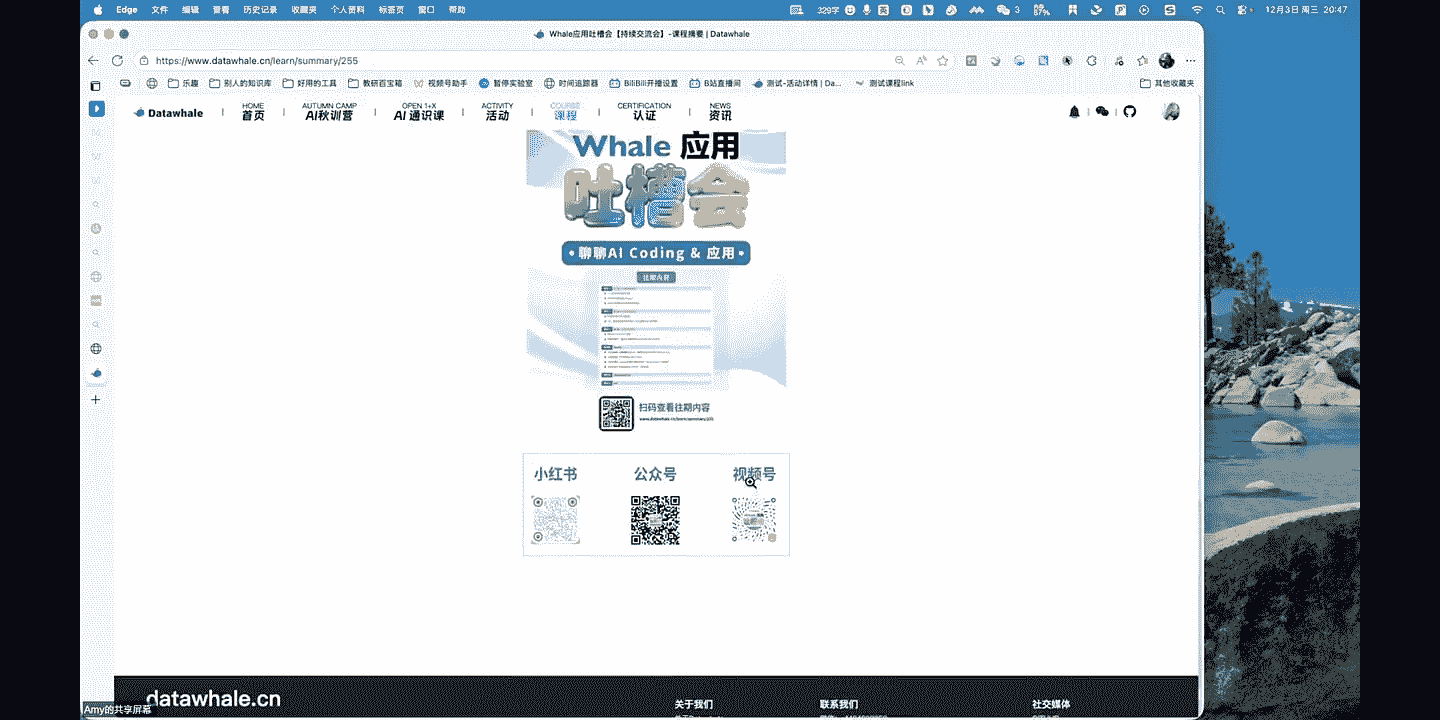 Edge 文件 编辑 查看 历史记录 收藏夹 个人资料 标签页 窗口 帮助 329字 英 3 87% 12月3日 周三 20:47
Whale应用吐槽会【持续交流会】-课程摘要 | Datawhale
https://www.datawhale.cn/learn/summary/255
乐趣 别人的知识库 好用的工具 教研百宝箱 视频号助手 暂停实验室 时间追踪器 BiliBili开播设置 B站直播间 测试-活动详情 | Da... 测试课程link 其他收藏夹
Datawhale
HOME AUTUMN CAMP OPEN 1+X ACTIVITY COURSE CERTIFICATION NEWS
首页 AI秋训营 AI 通识课 活动 课程 认证 资讯
Whale 应用
吐槽会
聊聊AI Coding & 应用
往期内容
扫码查看往期内容
小红书 公众号 视频号
datawhale.cn
关于我们 联系我们 社交媒体
Amy的共享屏幕